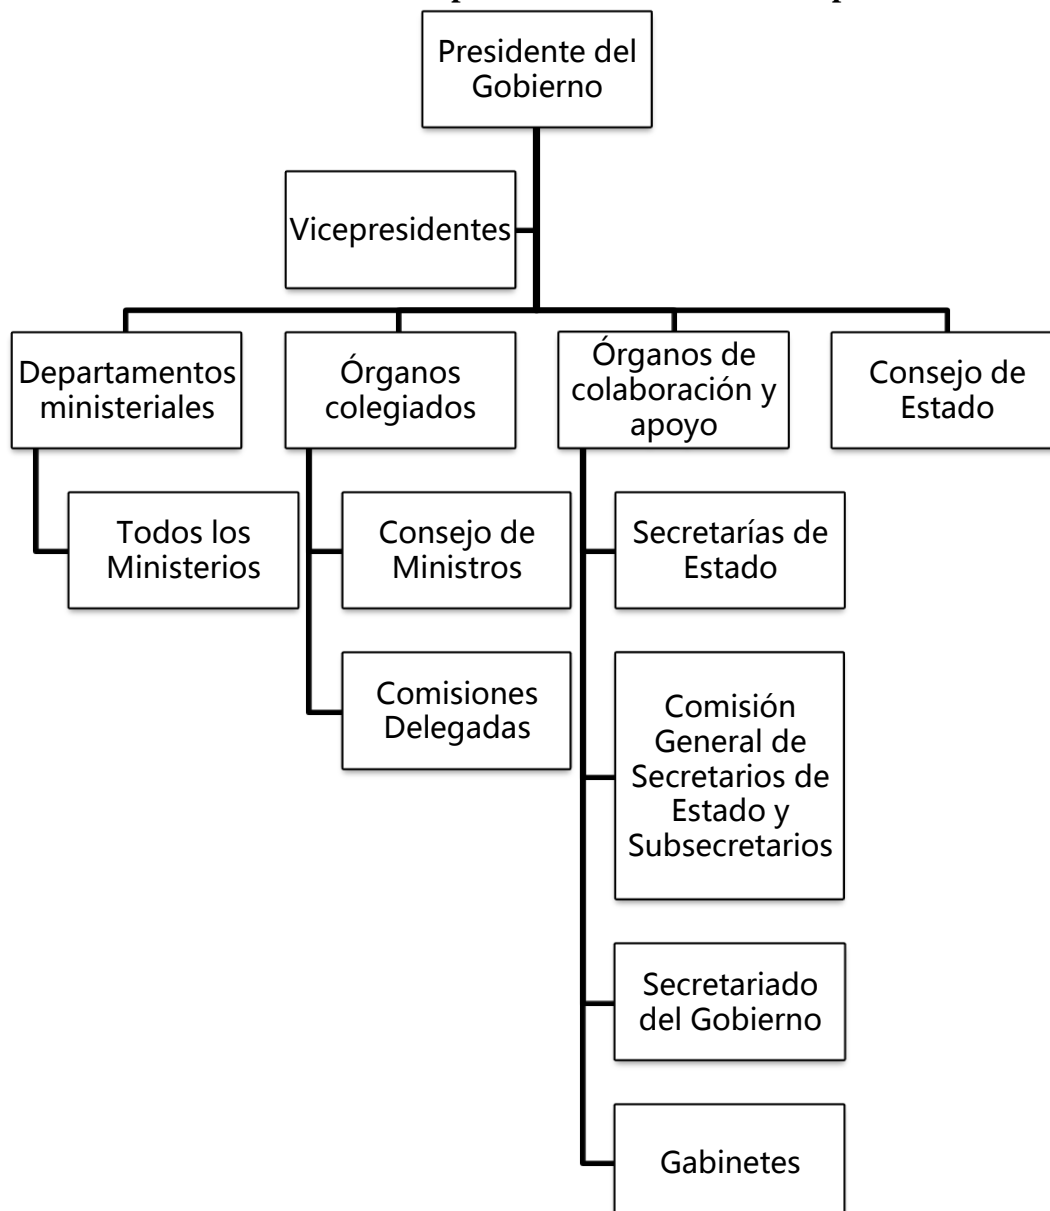 Presidente del
Gobierno
Vicepresidentes
Departamentos
ministeriales
Órganos
colegiados
Órganos de
colaboración y
apoyo
Consejo de
Estado
Todos los
Ministerios
Consejo de
Ministros
Secretarías de
Estado
Comisiones
Delegadas
Comisión
General de
Secretarios de
Estado y
Subsecretarios
Secretariado
del Gobierno
Gabinetes